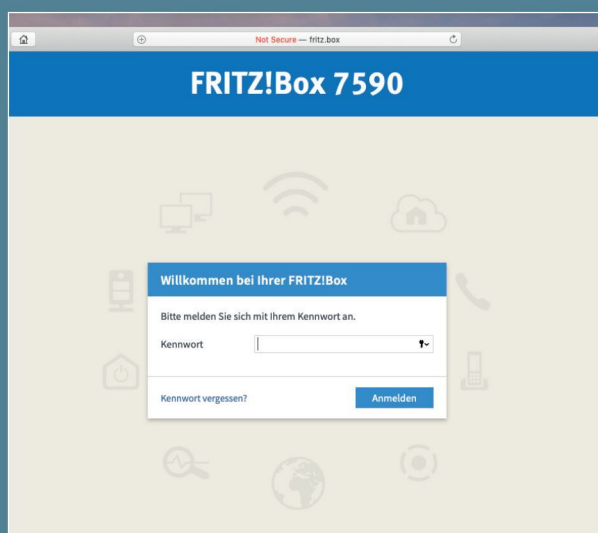 Not Secure — fritz.box
FRITZ!Box 7590
Willkommen bei Ihrer FRITZ!Box
Bitte melden Sie sich mit Ihrem Kennwort an.
Kennwort
Kennwort vergessen?
Anmelden